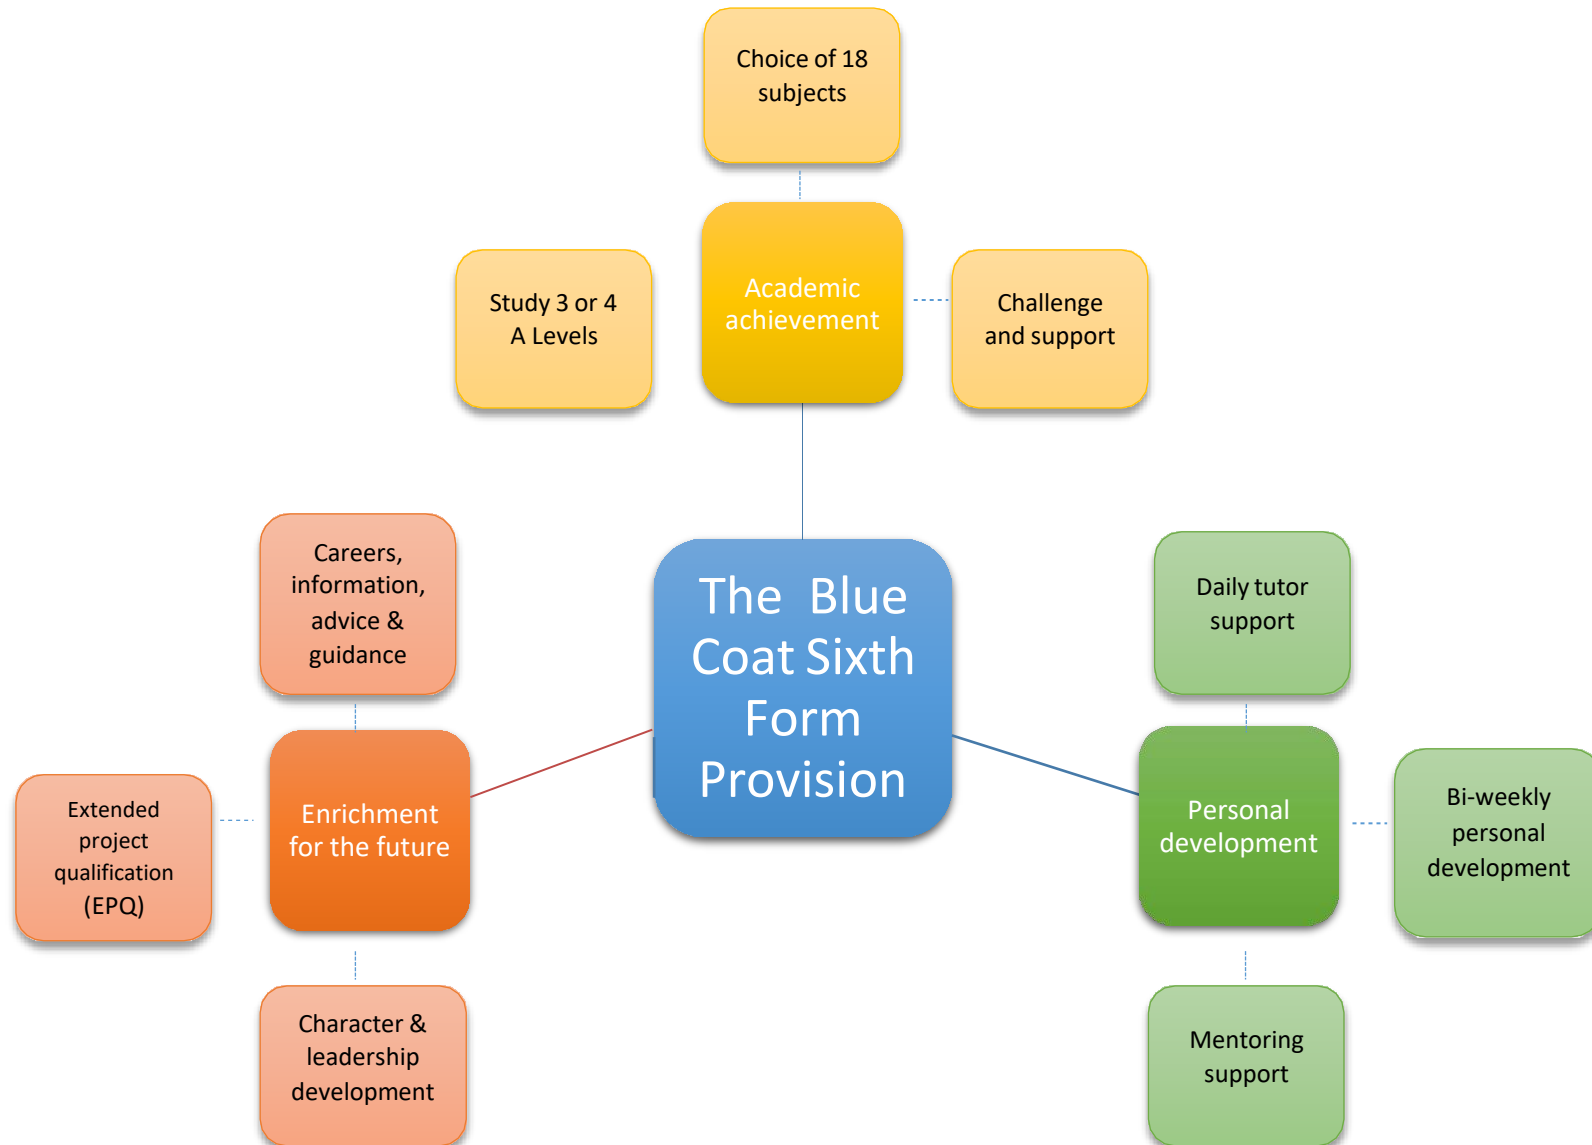 Choice of 18
subjects
Study 3 or 4
A Levels
Academic
achievement
Challenge
and support
Careers,
information,
advice &
guidance
The Blue
Coat Sixth
Form
Provision
Daily tutor
support
Extended
project
qualification
(EPQ)
Enrichment
for the future
Personal
development
Bi-weekly
personal
development
Character &
leadership
development
Mentoring
support